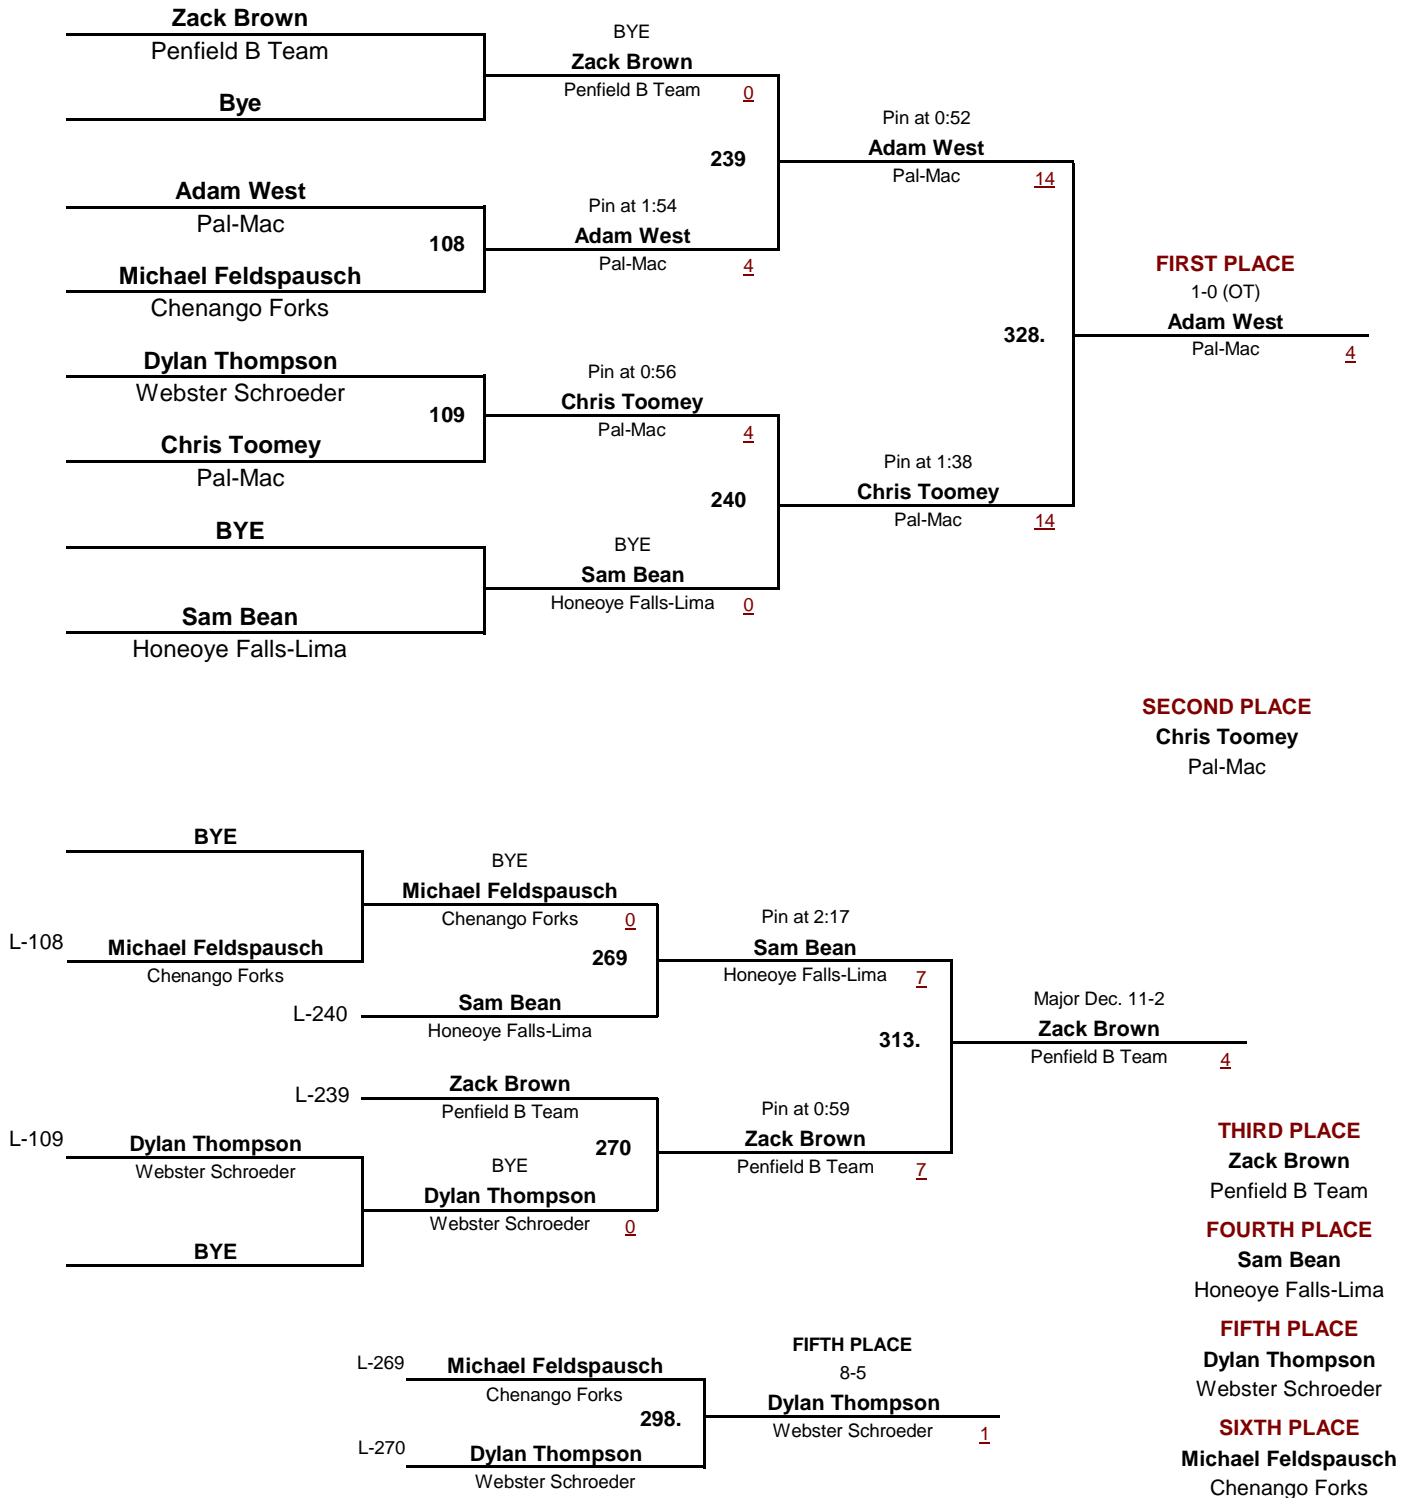 Zack Brown
Penfield B Team
Bye
BYE
Zack Brown
Penfield B Team 0
239
Adam West
Pal-Mac
108
Michael Feldspausch
Chenango Forks
Pin at 1:54
Adam West
Pal-Mac 4
Pin at 0:52
Adam West
Pal-Mac 14
Dylan Thompson
Webster Schroeder
109
Chris Toomey
Pal-Mac
Pin at 0:56
Chris Toomey
Pal-Mac 4
240
BYE
Sam Bean
Honeoye Falls-Lima
BYE
Sam Bean
Honeoye Falls-Lima 0
Pin at 1:38
Chris Toomey
Pal-Mac 14
328.
FIRST PLACE
1-0 (OT)
Adam West
Pal-Mac 4
SECOND PLACE
Chris Toomey
Pal-Mac
BYE
L-108
Michael Feldspausch
Chenango Forks
BYE
Michael Feldspausch
Chenango Forks 0
269
L-240
Sam Bean
Honeoye Falls-Lima
Pin at 2:17
Sam Bean
Honeoye Falls-Lima 7
313.
L-239
Zack Brown
Penfield B Team
270
L-109
Dylan Thompson
Webster Schroeder
BYE
BYE
Dylan Thompson
Webster Schroeder 0
Pin at 0:59
Zack Brown
Penfield B Team 7
Major Dec. 11-2
Zack Brown
Penfield B Team 4
THIRD PLACE
Zack Brown
Penfield B Team
FOURTH PLACE
Sam Bean
Honeoye Falls-Lima
FIFTH PLACE
Dylan Thompson
Webster Schroeder
SIXTH PLACE
Michael Feldspausch
Chenango Forks
L-269
Michael Feldspausch
Chenango Forks
298.
L-270
Dylan Thompson
Webster Schroeder
FIFTH PLACE
8-5
Dylan Thompson
Webster Schroeder 1